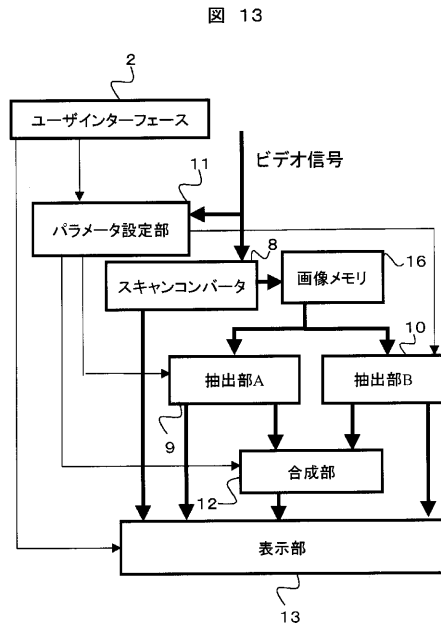 図 13
2
ユーザインターフェース
ビデオ信号
11
パラメータ設定部
8
スキャンコンバータ
画像メモリ
16
10
抽出部A
抽出部B
9
合成部
12
表示部
13